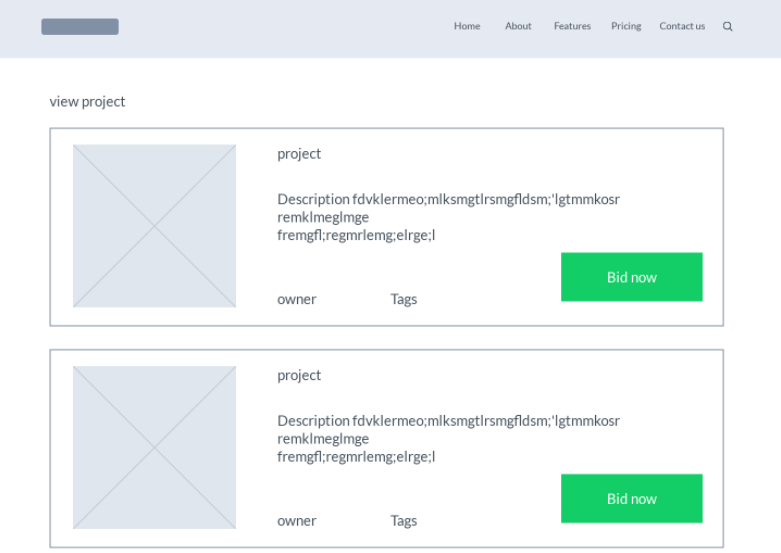 Home About Features Pricing Contact us
view project
project
Description fdvklermeo;mlksmgtlrsmgfldsm;'lgtmmkosr
remklmeglmge
fremgfl;regmrlemg;elrge;l
Bid now
owner Tags
project
Description fdvklermeo;mlksmgtlrsmgfldsm;'lgtmmkosr
remklmeglmge
fremgfl;regmrlemg;elrge;l
Bid now
owner Tags